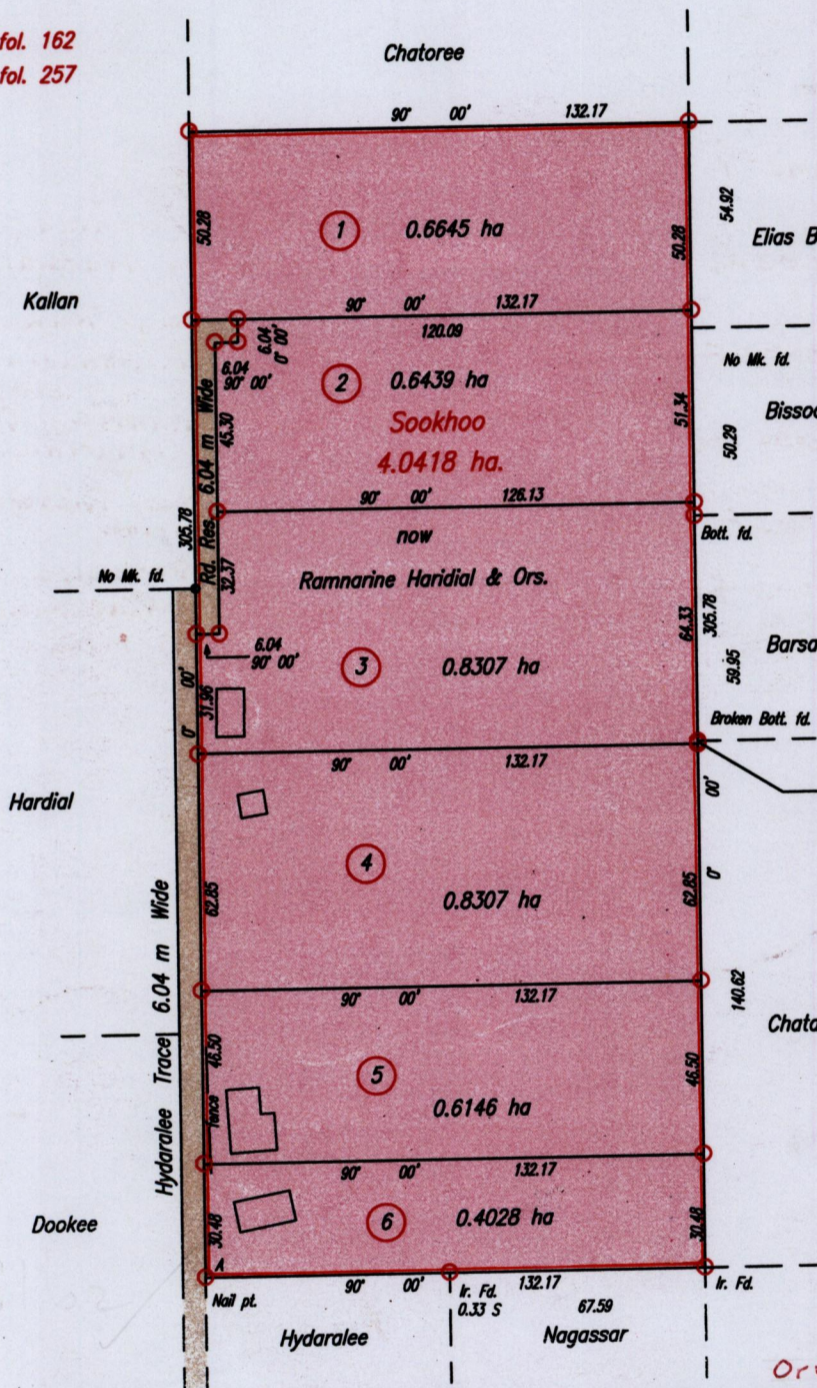 fol. 162
fol. 257
Chatoree
90° 00' 132.17
50.28
1 0.6645 ha
50.28
54.92
Elias B
Kallan
90° 00' 132.17
120.09
6.04
0° 00'
6.04
90° 00'
No Mk. fd.
2 0.6439 ha
Sookhoo
4.0418 ha.
51.34
50.29
Bissoo
Rd. Res. 6.04 m Wide
45.30
90° 00' 126.13
305.78
now
Bott. fd.
No Mk. fd.
Ramnarine Haridial & Ors.
32.37
64.33
305.78
6.04
90° 00'
3 0.8307 ha
59.95
Barsa
0° 00'
31.96
Broken Bott. fd.
90° 00' 132.17
Hardial
0° 00'
4
0.8307 ha
62.85
62.85
Hydaralee Trace 6.04 m Wide
90° 00' 132.17
140.62
Chato
46.50
fence
5
0.6146 ha
46.50
90° 00' 132.17
Dookee
6 0.4028 ha
30.48
30.48
A
90° 00' 132.17
Nail pt.
Ir. Fd.
0.33 S
67.59
Ir. Fd.
Hydaralee
Nagassar